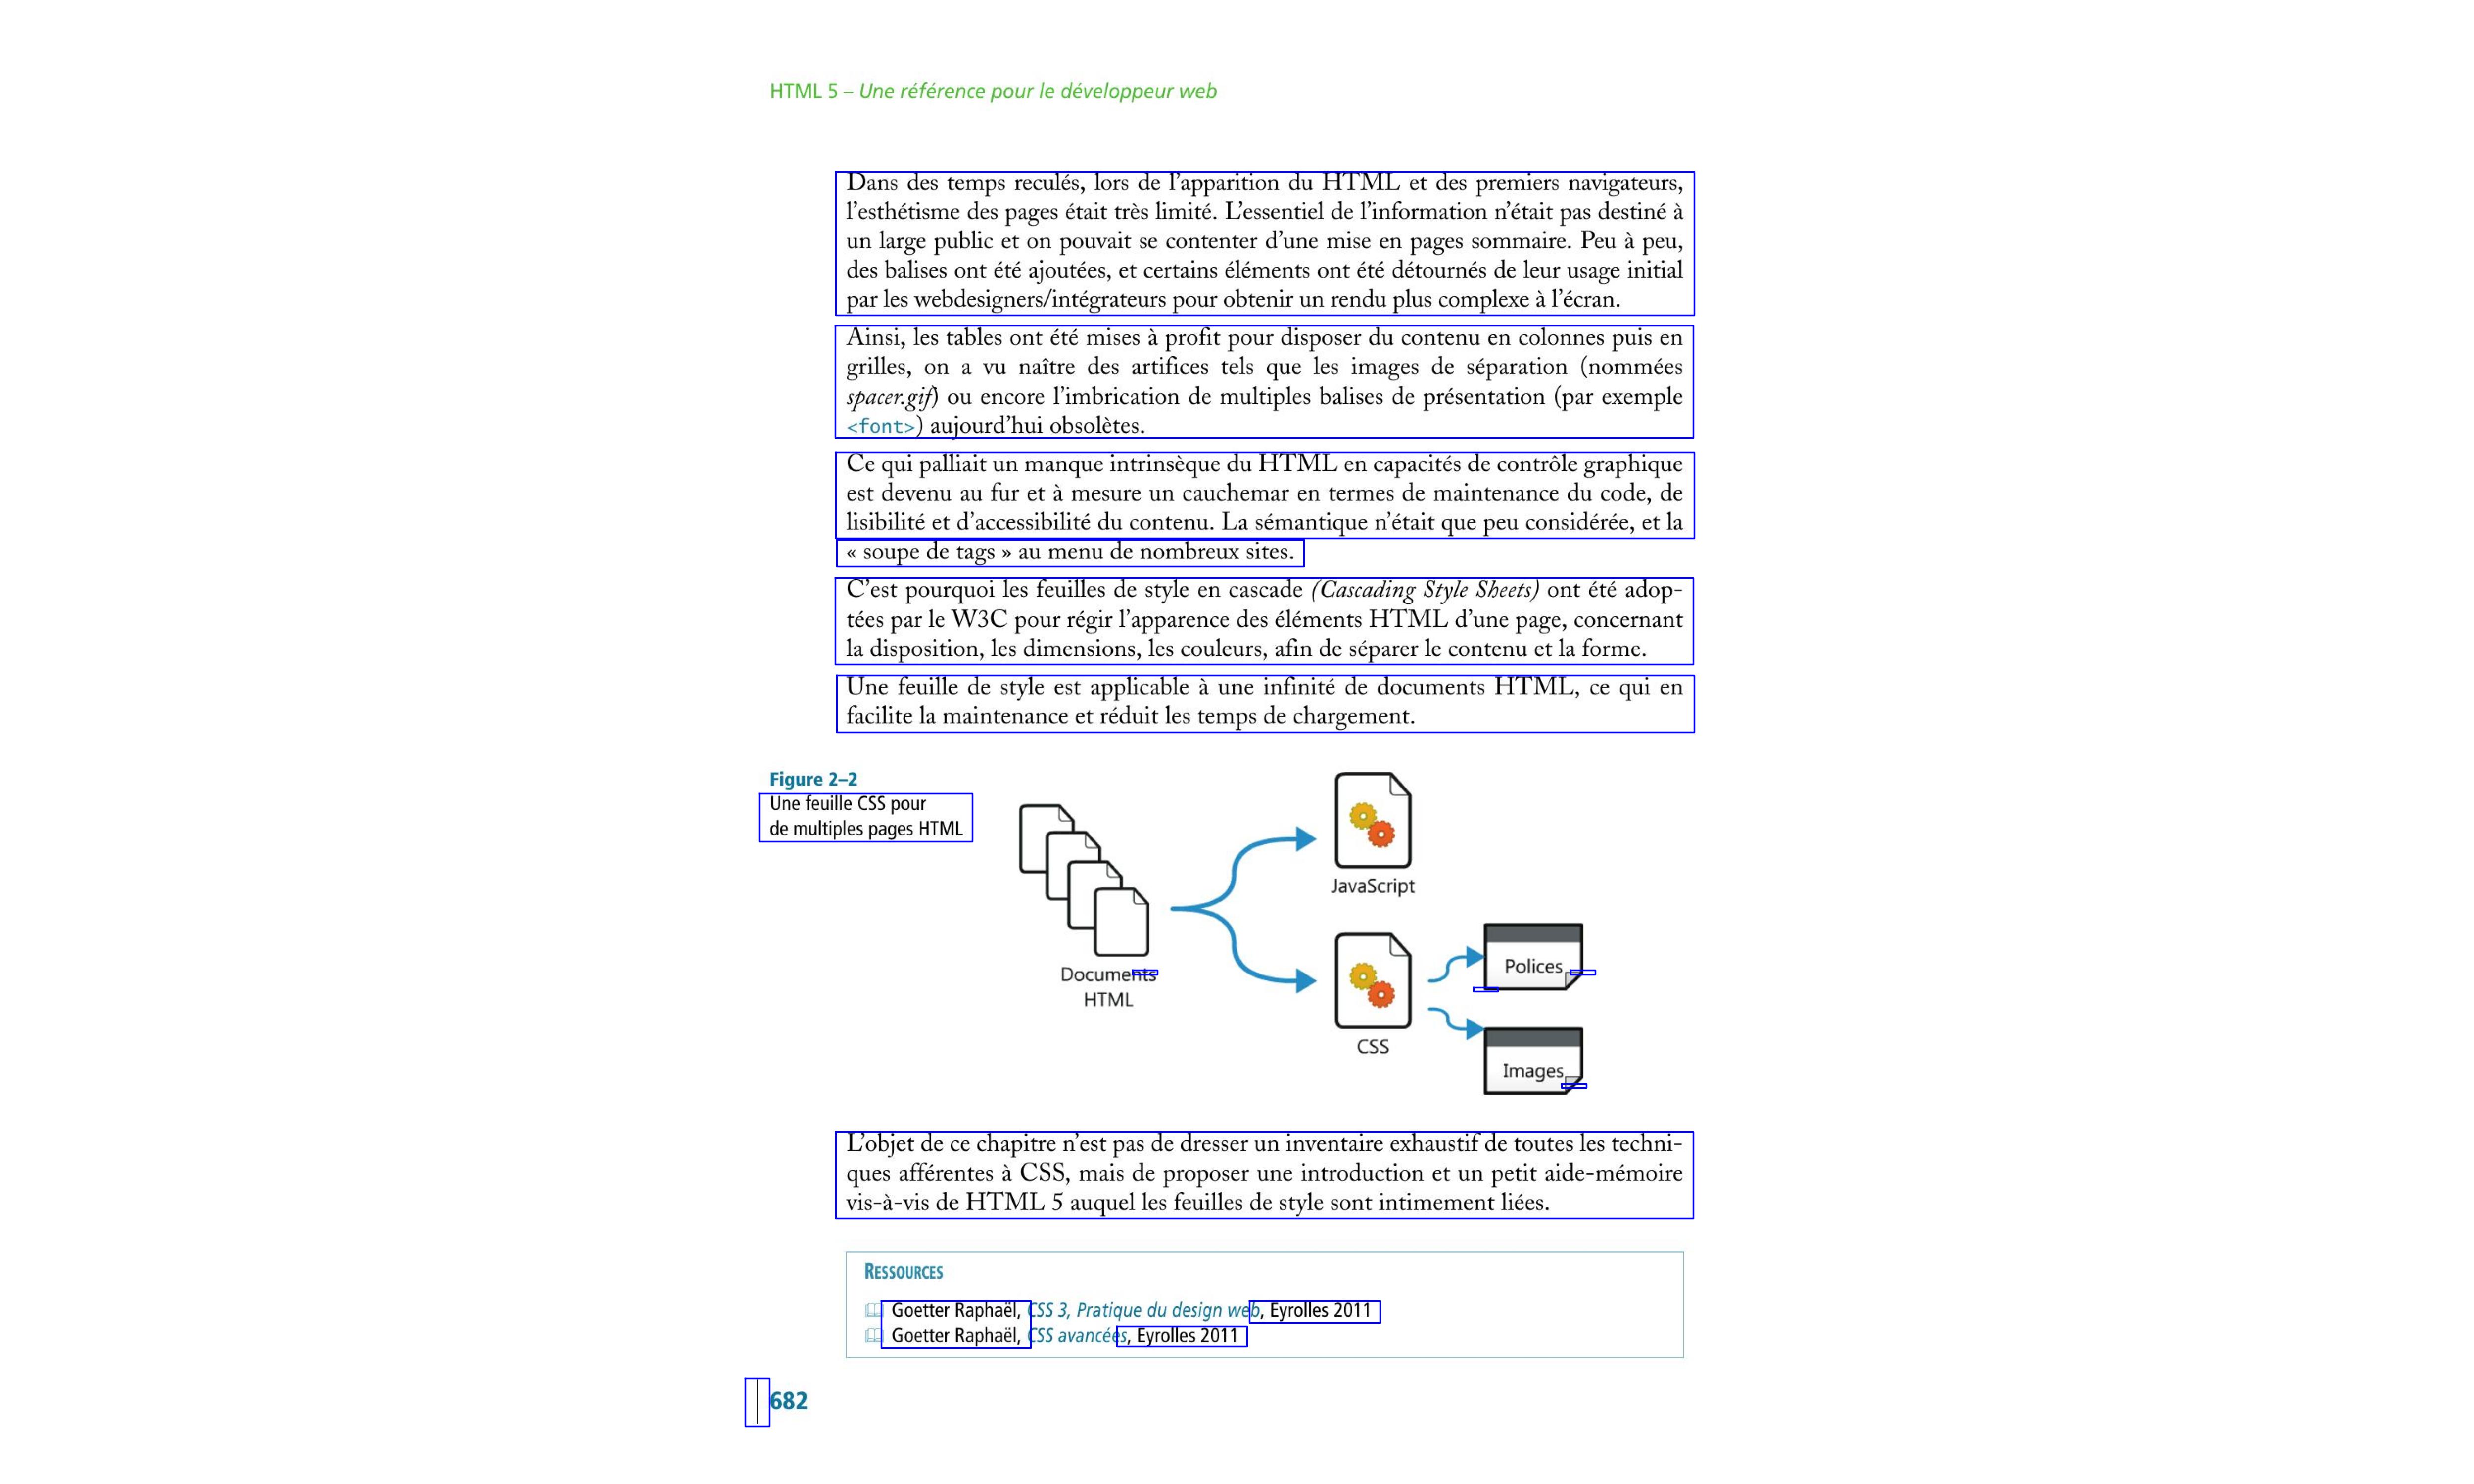 HTML 5 – Une référence pour le développeur web
Dans des temps reculés, lors de l’apparition du HTML et des premiers navigateurs,
l’esthétisme des pages était très limité. L’essentiel de l’information n’était pas destiné à
un large public et on pouvait se contenter d’une mise en pages sommaire. Peu à peu,
des balises ont été ajoutées, et certains éléments ont été détournés de leur usage initial
par les webdesigners/intégrateurs pour obtenir un rendu plus complexe à l’écran.
Ainsi, les tables ont été mises à profit pour disposer du contenu en colonnes puis en
grilles, on a vu naître des artifices tels que les images de séparation (nommées
spacer.gif) ou encore l’imbrication de multiples balises de présentation (par exemple
<font>) aujourd’hui obsolètes.
Ce qui palliait un manque intrinsèque du HTML en capacités de contrôle graphique
est devenu au fur et à mesure un cauchemar en termes de maintenance du code, de
lisibilité et d’accessibilité du contenu. La sémantique n’était que peu considérée, et la
« soupe de tags » au menu de nombreux sites.
C’est pourquoi les feuilles de style en cascade (Cascading Style Sheets) ont été adop-
tées par le W3C pour régir l’apparence des éléments HTML d’une page, concernant
la disposition, les dimensions, les couleurs, afin de séparer le contenu et la forme.
Une feuille de style est applicable à une infinité de documents HTML, ce qui en
facilite la maintenance et réduit les temps de chargement.
Figure 2–2
Une feuille CSS pour
de multiples pages HTML
JavaScript
Documents
HTML
Polices
CSS
Images
L’objet de ce chapitre n’est pas de dresser un inventaire exhaustif de toutes les techni-
ques afférentes à CSS, mais de proposer une introduction et un petit aide-mémoire
vis-à-vis de HTML 5 auquel les feuilles de style sont intimement liées.
RESSOURCES
Goetter Raphaël, CSS 3, Pratique du design web, Eyrolles 2011
Goetter Raphaël, CSS avancées, Eyrolles 2011
682